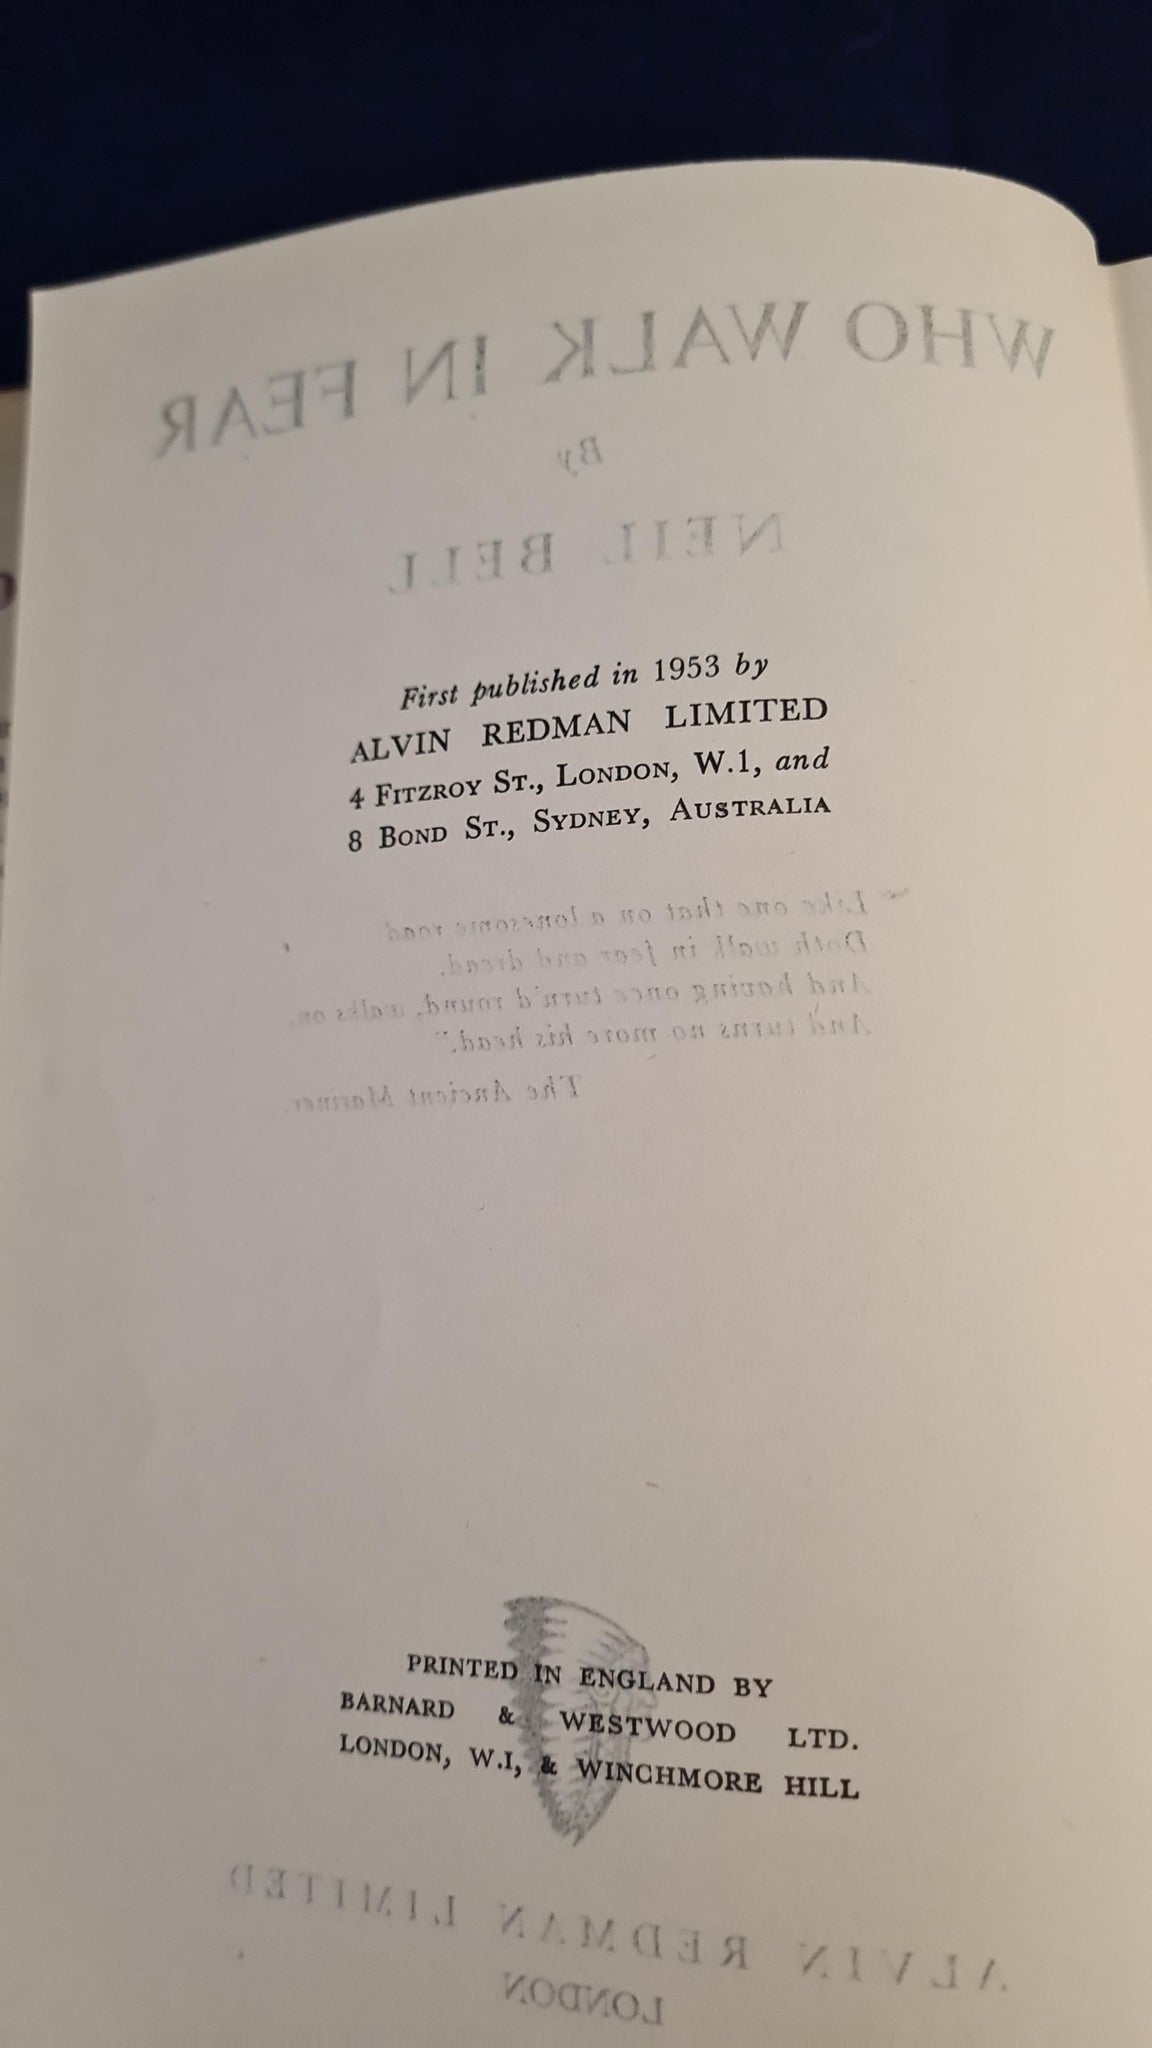 WHO WALK IN FEAR
By
NEIL BELL
First published in 1953 by
ALVIN REDMAN LIMITED
4 FITZROY ST., LONDON, W.1, and
8 BOND ST., SYDNEY, AUSTRALIA
"Like one that on a lonesome road
Doth walk in fear and dread,
And having once turn'd round, walks on,
And turns no more his head."
The Ancient Mariner.
PRINTED IN ENGLAND BY
BARNARD & WESTWOOD LTD.
LONDON, W.I, & WINCHMORE HILL
ALVIN REDMAN LIMITED
LONDON